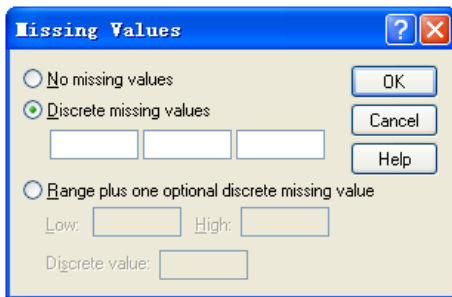 Missing Values
No missing values
OK
Discrete missing values
Cancel
Help
Range plus one optional discrete missing value
Low: High:
Discrete value: